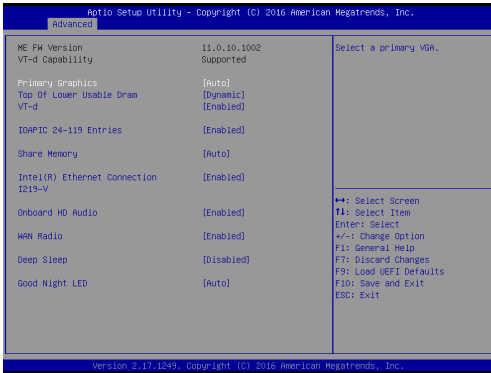 Aptio Setup Utility – Copyright (C) 2016 American Megatrends, Inc.
Advanced
ME FW Version 11.0.10.1002
VT-d Capability Supported
Primary Graphics [Auto]
Top Of Lower Usable Dram [Dynamic]
VT-d [Enabled]
IOAPIC 24-119 Entries [Enabled]
Share Memory [Auto]
Intel(R) Ethernet Connection [Enabled]
I219-V
Onboard HD Audio [Enabled]
WAN Radio [Enabled]
Deep Sleep [Disabled]
Good Night LED [Auto]
Select a primary VGA.
↔: Select Screen
↑↓: Select Item
Enter: Select
+/-: Change Option
F1: General Help
F7: Discard Changes
F9: Load UEFI Defaults
F10: Save and Exit
ESC: Exit
Version 2.17.1249. Copyright (C) 2016 American Megatrends, Inc.